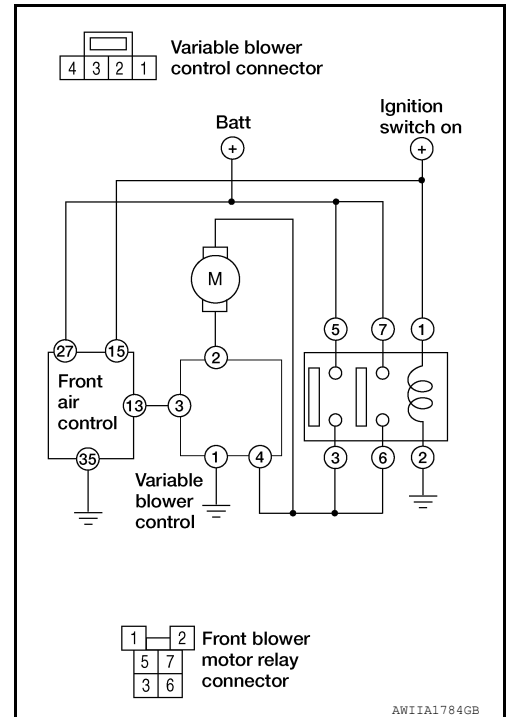 Variable blower
control connector
4 3 2 1
Batt
+
Ignition
switch on
+
M
5 7 1
27 15
2
Front
air
control
13 3
35
1 4
3 6 2
Variable
blower
control
1 2
5 7
3 6
Front blower
motor relay
connector
AWIIA1784GB